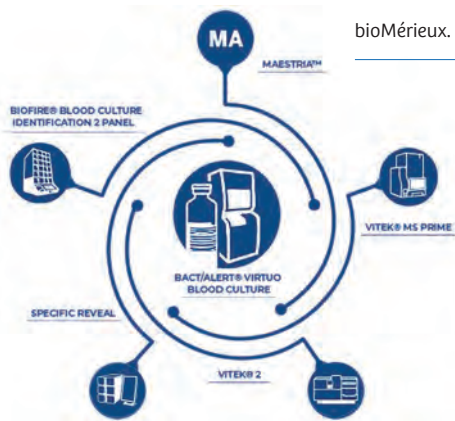 bioMérieux.
MA
MAESTRIA™
BIOFIRE® BLOOD CULTURE
IDENTIFICATION 2 PANEL
VITEK® MS PRIME
BACT/ALERT® VIRTUO
BLOOD CULTURE
SPECIFIC REVEAL
VITEK® 2